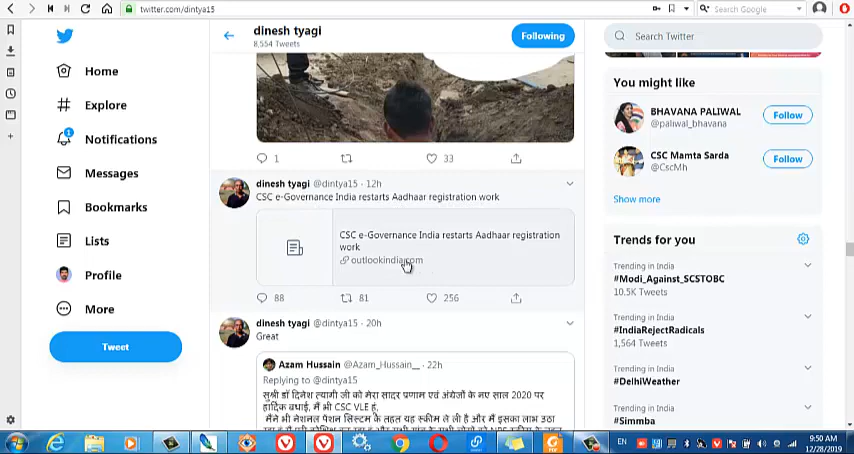 twitter.com/dintya15
Search Google
dinesh tyagi
8,554 Tweets
Following
Search Twitter
Home
Explore
1
Notifications
Messages
Bookmarks
Lists
Profile
More
Tweet
1
33
dinesh tyagi @dintya15 · 12h
CSC e-Governance India restarts Aadhaar registration work
CSC e-Governance India restarts Aadhaar registration
work
outlookindia.com
88
81
256
dinesh tyagi @dintya15 · 20h
Great
Azam Hussain @Azam_Hussain__ · 22h
Replying to @dintya15
सुश्री डॉ दिनेश त्यागी जी को मेरा सादर प्रणाम एवं अंग्रेजों के नए साल 2020 पर
हार्दिक बधाई, मैं भी CSC VLE हूं,
मैंने भी नेशनल पेंशन सिस्टम के तहत यह स्कीम ले ली है और मैं इसका लाभ उठा
You might like
BHAVANA PALIWAL
@paliwal_bhavana
Follow
CSC Mamta Sarda
@CscMh
Follow
Show more
Trends for you
Trending in India
#Modi_Against_SCSTOBC
10.5K Tweets
Trending in India
#IndiaRejectRadicals
1,564 Tweets
#DelhiWeather
Trending in India
#Simmba
EN
9:50 AM
12/28/2019